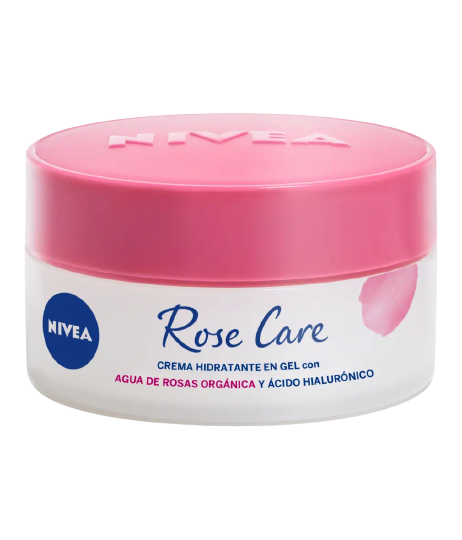 NIVEA
NIVEA
Rose Care
CREMA HIDRATANTE EN GEL con
AGUA DE ROSAS ORGÁNICA Y ÁCIDO HIALURÓNICO